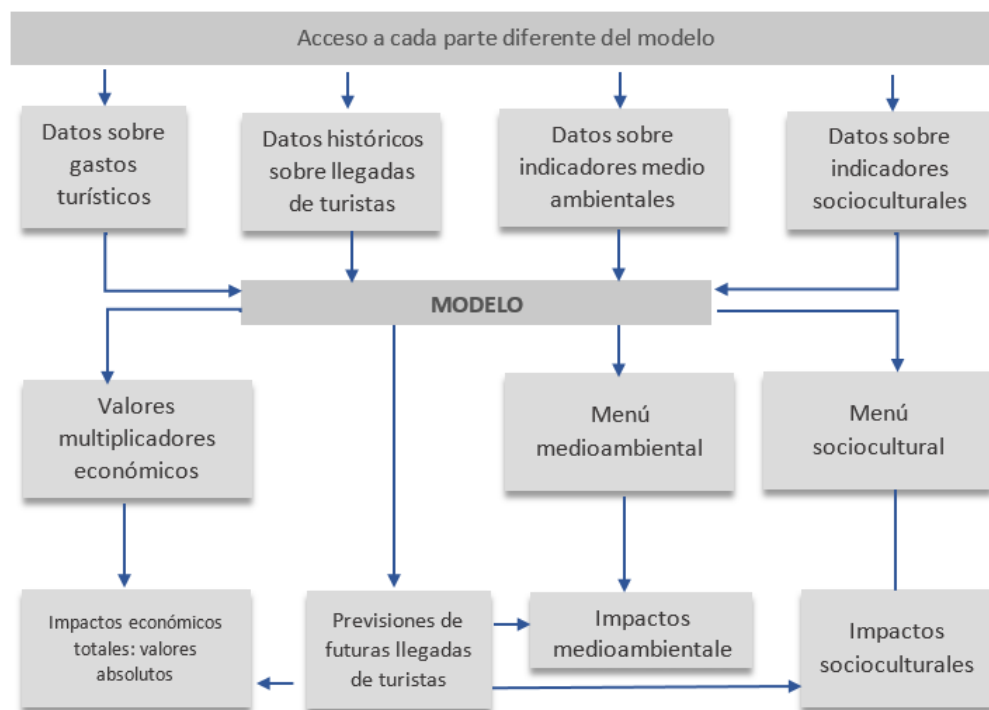 Acceso a cada parte diferente del modelo
Datos sobre
gastos
turísticos
Datos históricos
sobre llegadas
de turistas
Datos sobre
indicadores medio
ambientales
Datos sobre
indicadores
socioculturales
MODELO
Valores
multiplicadores
económicos
Menú
medioambiental
Menú
sociocultural
Impactos económicos
totales: valores
absolutos
Previsiones de
futuras llegadas
de turistas
Impactos
medioambientale
Impactos
socioculturales